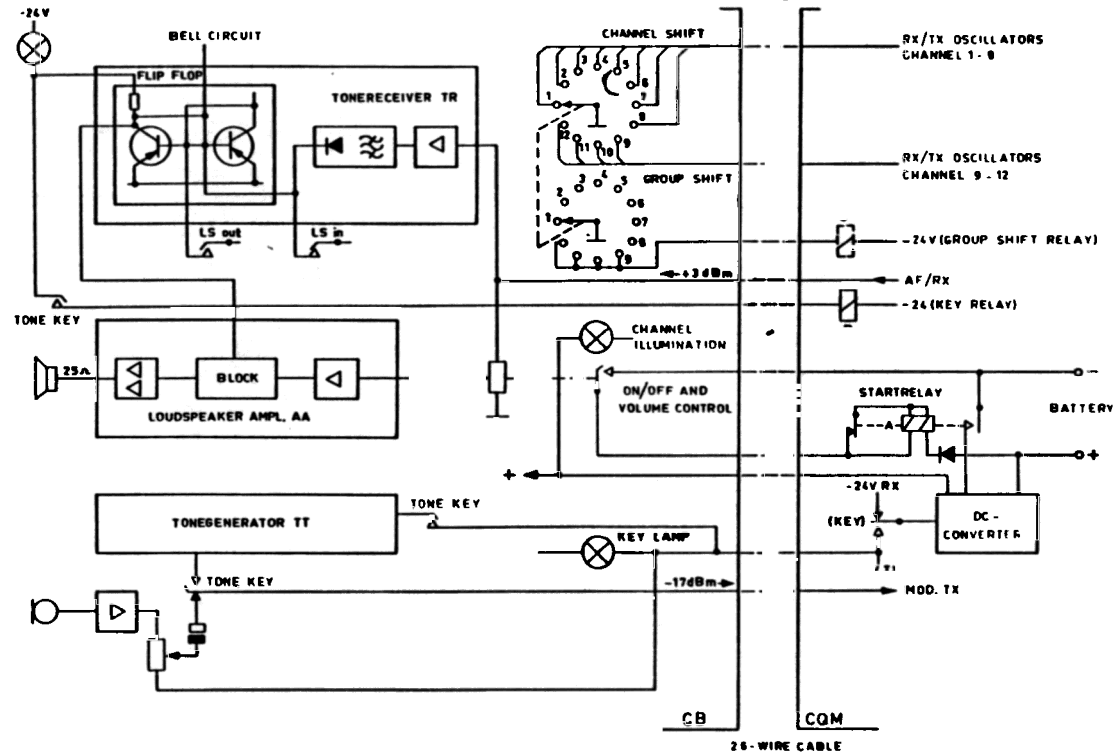 -24V
BELL CIRCUIT
FLIP FLOP
TONERECEIVER TR
LS out
LS in
TONE KEY
25
BLOCK
LOUDSPEAKER AMPL, AA
CHANNEL SHIFT
1
2
3
4
5
6
7
8
9
10
11
12
GROUP SHIFT
1
2
3
4
5
6
7
8
9
+3dBm
RX/TX OSCILLATORS
CHANNEL 1-8
RX/TX OSCILLATORS
CHANNEL 9-12
-24V (GROUP SHIFT RELAY)
AF/RX
-24 (KEY RELAY)
CHANNEL
ILLUMINATION
ON/OFF AND
VOLUME CONTROL
STARTRELAY
A
-
BATTERY
+
+
-24V RX
(KEY)
DC-
CONVERTER
TONEGENERATOR TT
TONE KEY
KEY LAMP
TONE KEY
-17dBm
MOD. TX
CB
CQM
26-WIRE CABLE